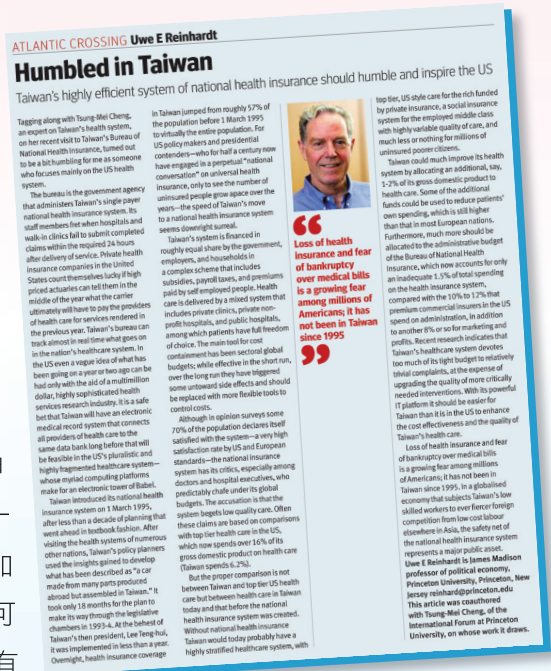 ATLANTIC CROSSING Uwe E Reinhardt
Humbled in Taiwan
Taiwan's highly efficient system of national health insurance should humble and inspire the US
Tagging along with Tsung-Mei Cheng,
an expert on Taiwan's health system,
on her recent visit to Taiwan's Bureau of
National Health Insurance, turned out
to be a bit humbling for me as someone
who focuses mainly on the US health
system.
The bureau is the government agency
that administers Taiwan's single payer
national health insurance system. Its
staff members fret when hospitals and
walk-in clinics fail to submit completed
claims within the required 24 hours
after delivery of service. Private health
insurance companies in the United
States count themselves lucky if high
priced actuaries can tell them in the
middle of the year what the carrier
ultimately will have to pay the providers
of health care for services rendered in
the previous year. Taiwan's bureau can
track almost in real time what goes on
in the nation's healthcare system. In
the US even a vague idea of what has
been going on a year or two ago can be
had only with the aid of a multimillion
dollar, highly sophisticated health
services research industry. It is a safe
bet that Taiwan will have an electronic
medical record system that connects
all providers of health care to the
same data bank long before that will
be feasible in the US's pluralistic and
highly fragmented healthcare system—
whose myriad computing platforms
make for an electronic tower of Babel.
Taiwan introduced its national health
insurance system on 1 March 1995,
after less than a decade of planning that
went ahead in textbook fashion. After
visiting the health systems of numerous
other nations, Taiwan's policy planners
used the insights gained to develop
what has been described as "a car
made from many parts produced
abroad but assembled in Taiwan." It
took only 18 months for the plan to
make its way through the legislative
chambers in 1993-4. At the behest of
Taiwan's then president, Lee Teng-hui,
it was implemented in less than a year.
Overnight, health insurance coverage
in Taiwan jumped from roughly 57% of
the population before 1 March 1995
to virtually the entire population. For
US policy makers and presidential
contenders—who for half a century now
have engaged in a perpetual "national
conversation" on universal health
insurance, only to see the number of
uninsured people grow apace over the
years—the speed of Taiwan's move
to a national health insurance system
seems downright surreal.
Taiwan's system is financed in
roughly equal share by the government,
employers, and households in
a complex scheme that includes
subsidies, payroll taxes, and premiums
paid by self employed people. Health
care is delivered by a mixed system that
includes private clinics, private non-
profit hospitals, and public hospitals,
among which patients have full freedom
of choice. The main tool for cost
containment has been sectoral global
budgets; while effective in the short run,
over the long run they have triggered
some untoward side effects and should
be replaced with more flexible tools to
control costs.
Although in opinion surveys some
70% of the population declares itself
satisfied with the system—a very high
satisfaction rate by US and European
standards—the national insurance
system has its critics, especially among
doctors and hospital executives, who
predictably chafe under its global
budgets. The accusation is that the
system begets low quality care. Often
these claims are based on comparisons
with top tier health care in the US,
which now spends over 16% of its
gross domestic product on health care
(Taiwan spends 6.2%).
But the proper comparison is not
between Taiwan and top tier US health
care but between health care in Taiwan
today and that before the national
health insurance system was created.
Without national health insurance
Taiwan would today probably have a
highly stratified healthcare system, with
“
Loss of health
insurance and fear
of bankruptcy
over medical bills
is a growing fear
among millions of
Americans; it has
not been in Taiwan
since 1995
”
top tier, US style care for the rich funded
by private insurance, a social insurance
system for the employed middle class
with highly variable quality of care, and
much less or nothing for millions of
uninsured poorer citizens.
Taiwan could much improve its health
system by allocating an additional, say,
1-2% of its gross domestic product to
health care. Some of the additional
funds could be used to reduce patients'
own spending, which is still higher
than that in most European nations.
Furthermore, much more should be
allocated to the administrative budget
of the Bureau of National Health
Insurance, which now accounts for only
an inadequate 1.5% of total spending
on the health insurance system,
compared with the 10% to 12% that
premium commercial insurers in the US
spend on administration, in addition
to another 8% or so for marketing and
profits. Recent research indicates that
Taiwan's healthcare system devotes
too much of its tight budget to relatively
trivial complaints, at the expense of
upgrading the quality of more critically
needed interventions. With its powerful
IT platform it should be easier for
Taiwan than it is in the US to enhance
the cost effectiveness and the quality of
Taiwan's health care.
Loss of health insurance and fear
of bankruptcy over medical bills
is a growing fear among millions
of Americans; it has not been in
Taiwan since 1995. In a globalised
economy that subjects Taiwan's low
skilled workers to ever fiercer foreign
competition from low cost labour
elsewhere in Asia, the safety net of
the national health insurance system
represents a major public asset.
Uwe E Reinhardt is James Madison
professor of political economy,
Princeton University, Princeton, New
Jersey reinhard@princeton.edu
This article was coauthored
with Tsung-Mei Cheng, of the
International Forum at Princeton
University, on whose work it draws.